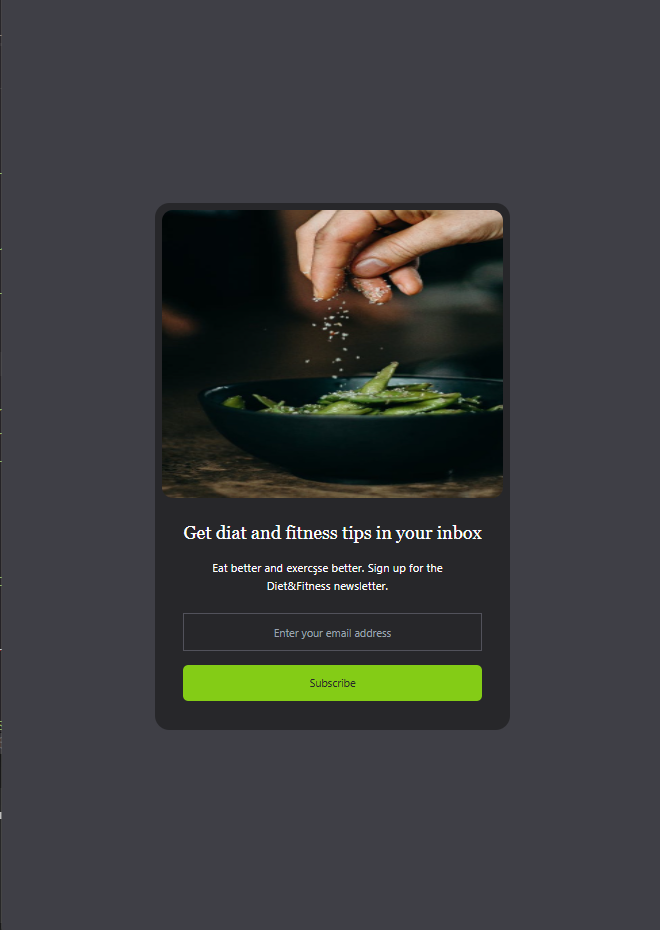 Get diat and fitness tips in your inbox
Eat better and exercşse better. Sign up for the
Diet&Fitness newsletter.
Enter your email address
Subscribe